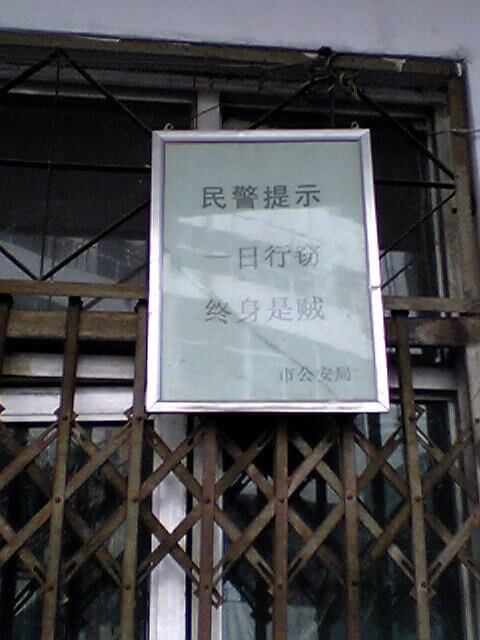 民警提示
一日行窃
终身是贼
市公安局